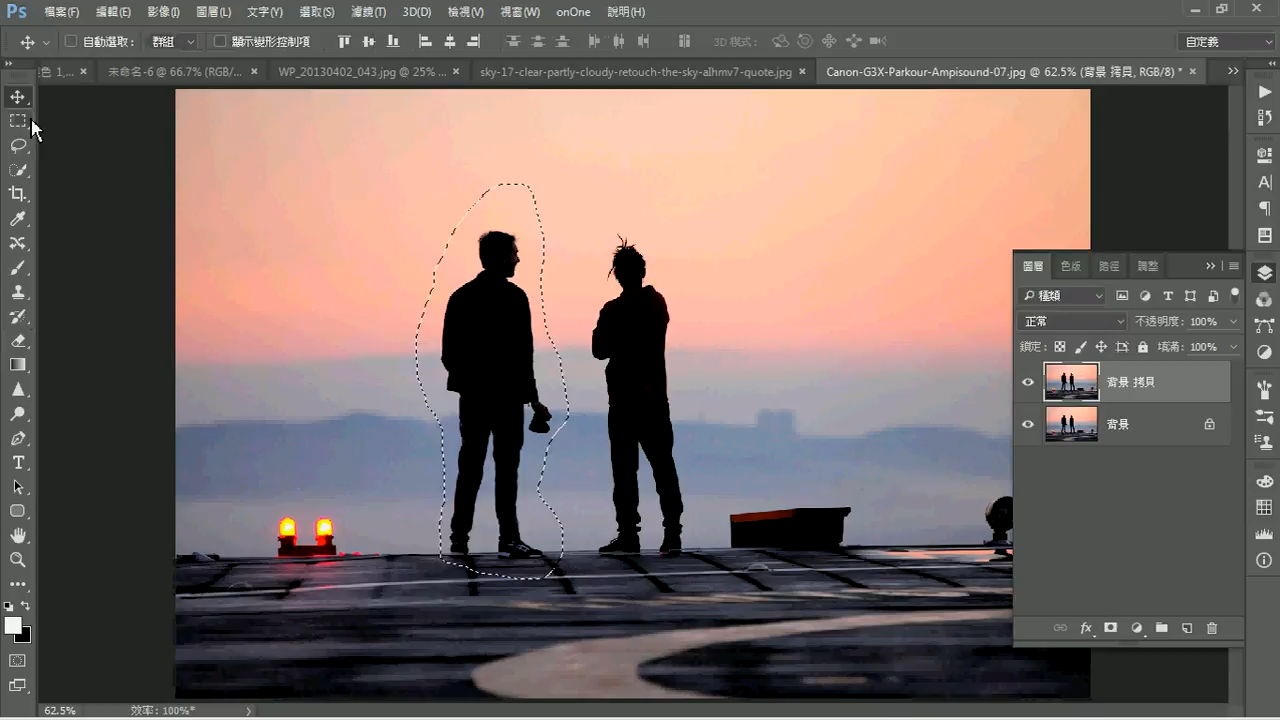 Ps 檔案(F) 編輯(E) 影像(I) 圖層(L) 文字(Y) 選取(S) 濾鏡(T) 3D(D) 檢視(V) 視窗(W) onOne 說明(H)
自動選取： 群組 顯示變形控制項 3D 模式： 自定義
色 1,... × 未命名-6 @ 66.7% (RGB/... × WP_20130402_043.jpg @ 25% ... × sky-17-clear-partly-cloudy-retouch-the-sky-alhmv7-quote.jpg × Canon-G3X-Parkour-Ampisound-07.jpg @ 62.5% (背景 拷貝, RGB/8) * ×
圖層 色版 路徑 調整
種類
正常 不透明度： 100%
鎖定： 填滿： 100%
背景 拷貝
背景
fx
62.5% 效率： 100%*